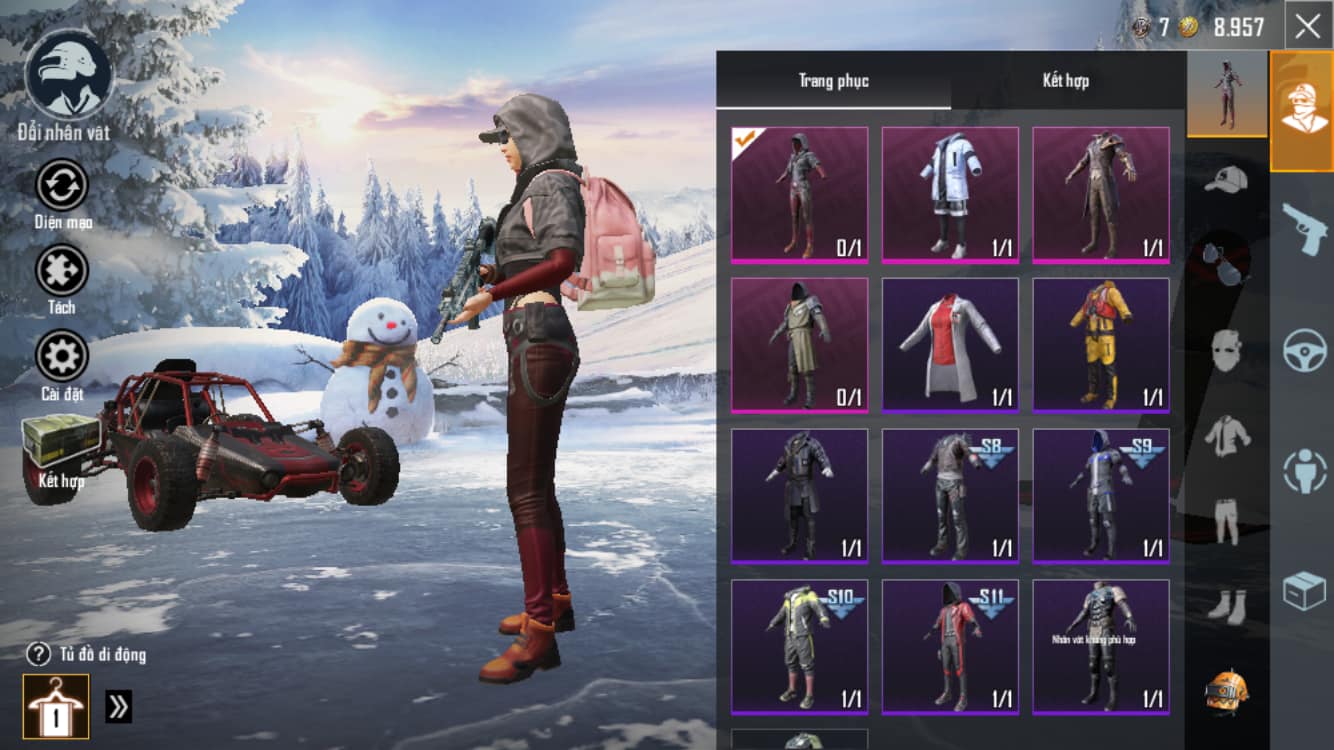 7 8.957
Đổi nhân vật
Diện mạo
Tách
Cài đặt
Kết hợp
Tủ đồ di động
1
Trang phục Kết hợp
0/1 1/1 1/1
0/1 1/1 1/1
S8 S9
1/1 1/1 1/1
S10 S11
Nhân vật không phù hợp
1/1 1/1 1/1